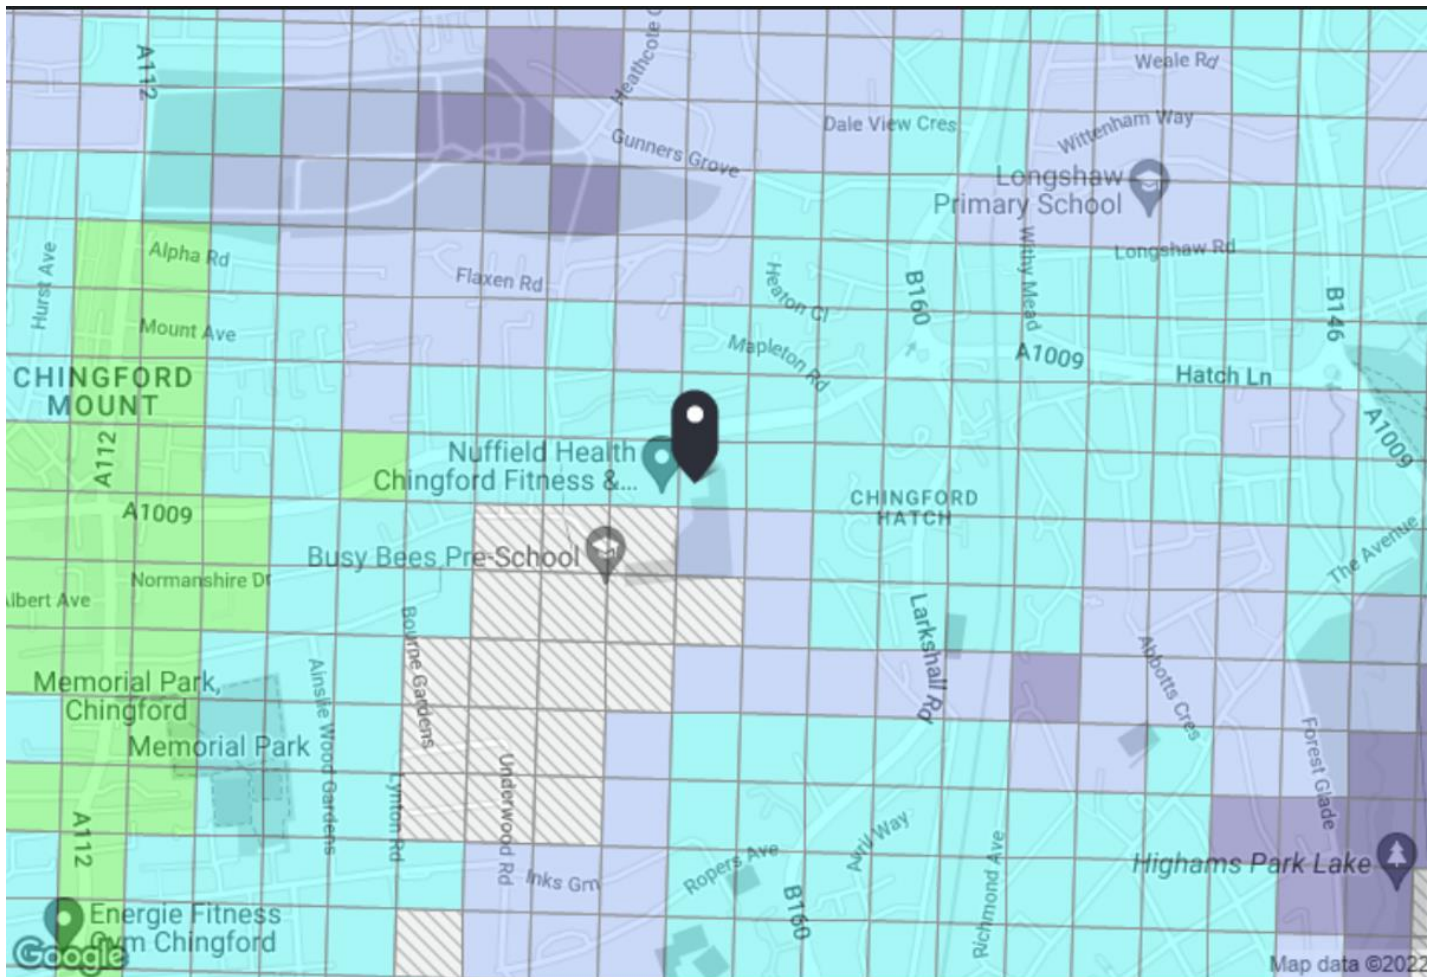 A112
Heathcote
Weale Rd
Dale View Cres
Wittenham Way
Gunners Grove
Longshaw
Primary School
Hurst Ave
Alpha Rd
Flaxen Rd
Heaton Cl
B160
Withy Mead
Longshaw Rd
B146
Mount Ave
Mapleton Rd
A1009
Hatch Ln
CHINGFORD
MOUNT
A112
A1009
Nuffield Health
Chingford Fitness &...
CHINGFORD
HATCH
A1009
Busy Bees Pre-School
The Avenue
Normanshire Dr
lbert Ave
Bourne Gardens
Larkshall Rd
Abbotts Cres
Memorial Park,
Chingford
Ainslie Wood Gardens
Memorial Park
Forest Glade
Lynton Rd
Underwood Rd
A112
Avril Way
Richmond Ave
Ropers Ave
Inks Grn
B160
Highams Park Lake
Energie Fitness
Gym Chingford
Google
Map data ©2022